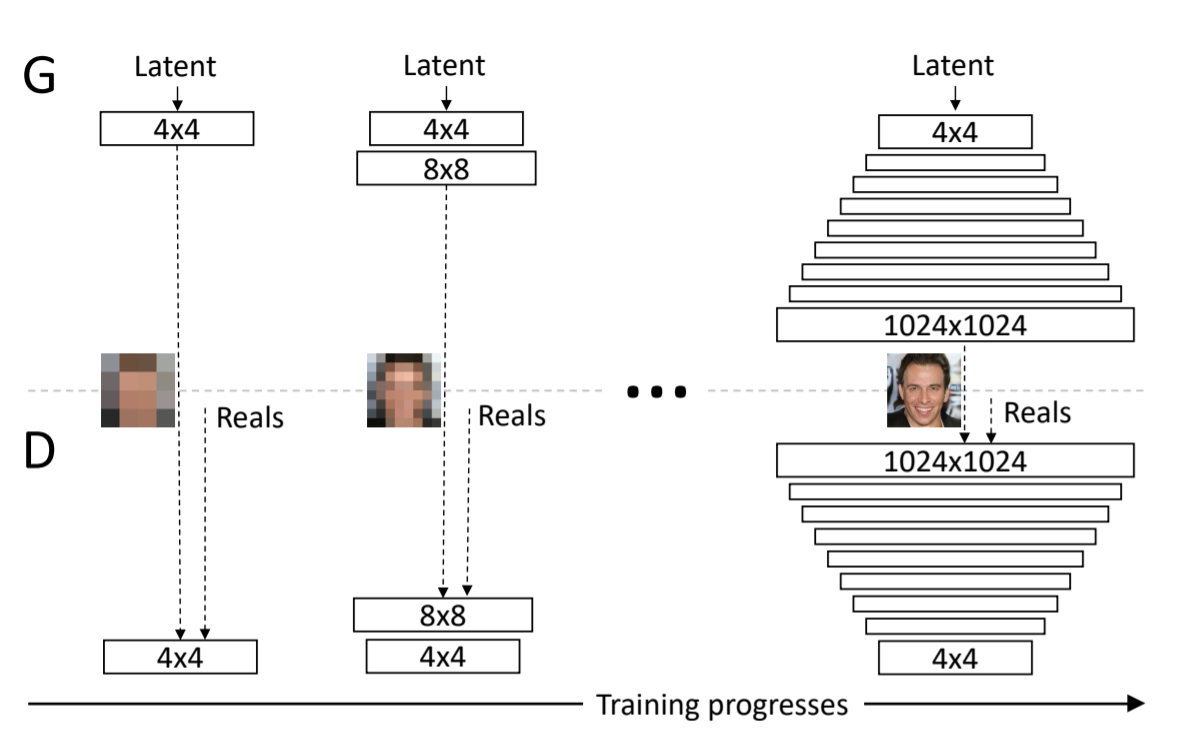 G
Latent
Latent
Latent
4x4
4x4
4x4
8x8
1024x1024
Reals
Reals
Reals
D
1024x1024
8x8
4x4
4x4
4x4
Training progresses